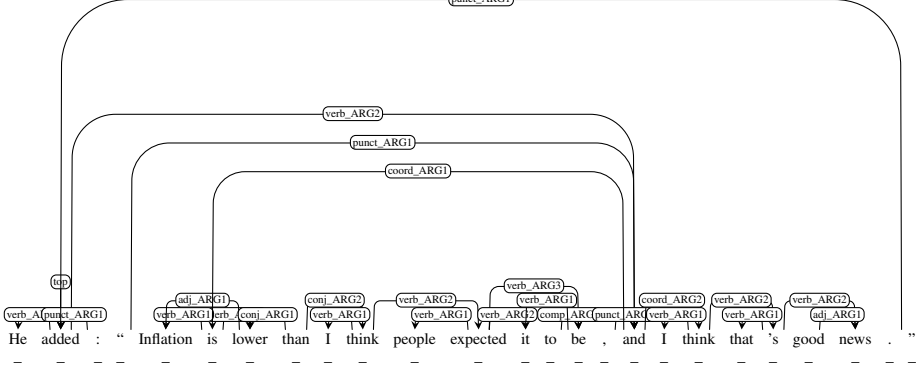 punct_ARG1
verb_ARG2
punct_ARG1
coord_ARG1
top
verb_ARG3
adj_ARG1 conj_ARG2 verb_ARG2 verb_ARG1 coord_ARG2 verb_ARG2 verb_ARG2
punct_ARG1 verb_ARG1 conj_ARG1 verb_ARG1 verb_ARG1 verb_ARG2 verb_ARG1 verb_ARG1 adj_ARG1
He added : “ Inflation is lower than I think people expected it to be , and I think that 's good news . ”
_ _ _ _ _ _ _ _ _ _ _ _ _ _ _ _ _ _ _ _ _ _ _ _ _